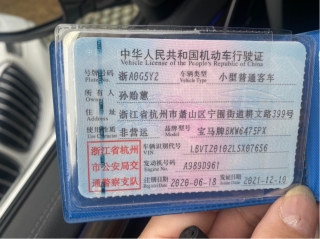 中华人民共和国机动车行驶证
Vehicle License of the People's Republic of China
号牌号码 浙A0G5Y2 车辆类型 小型普通客车
Plate No. Vehicle Type
所有人 孙贻蕙
Owner
住址 浙江省杭州市萧山区宁围街道耕文路399号
Address
使用性质 非营运 品牌型号 宝马牌BMW6475PX
Use Character Model
浙江省杭州市公安局交通警察支队
车辆识别代号 LBVTZ0102LSX07656
VIN
发动机号码 A989D961
Engine No.
注册日期 2020-06-18 发证日期 2021-12-10
Register Date Issue Date